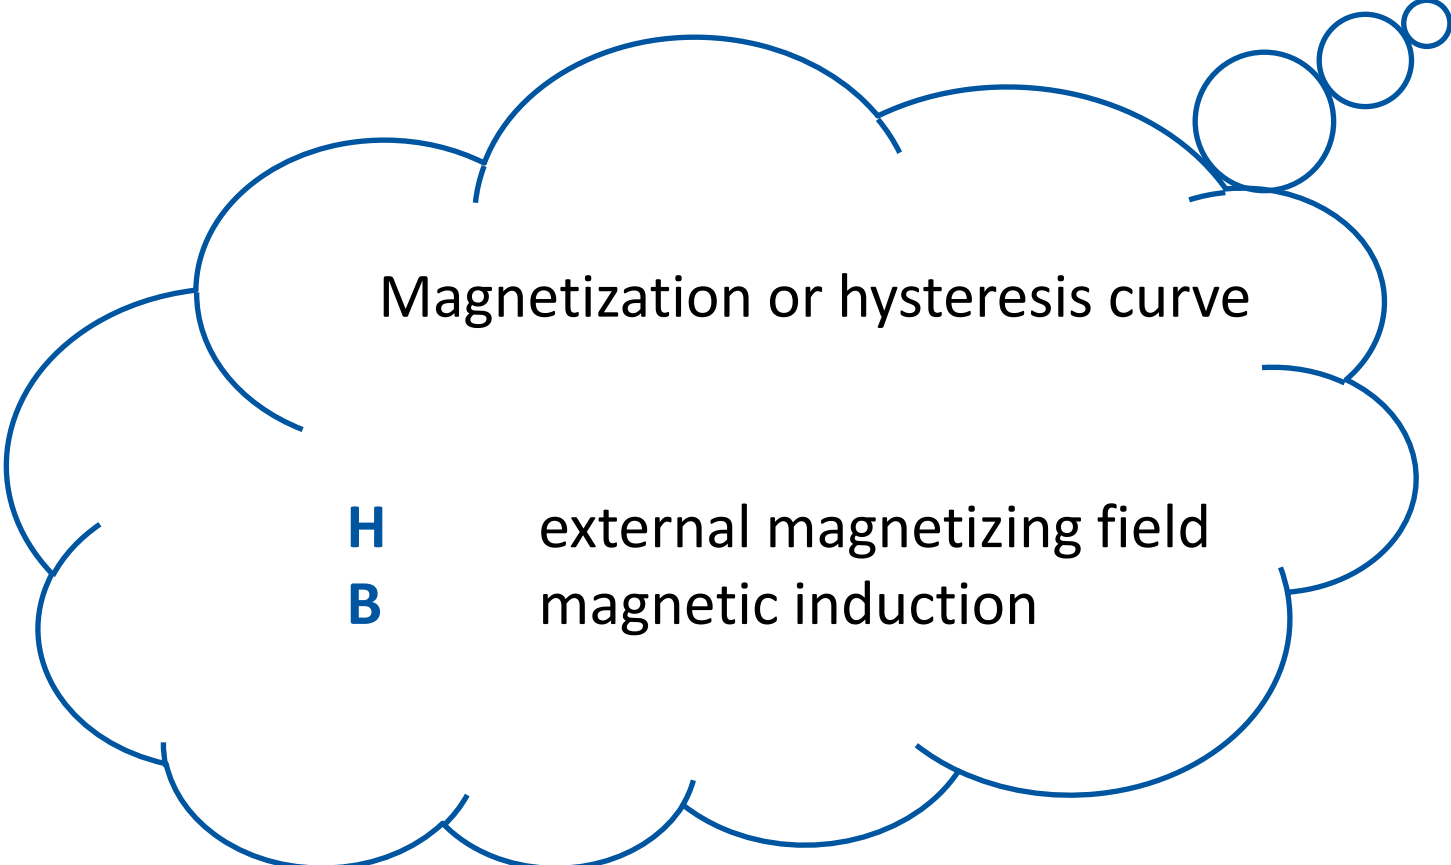 Magnetization or hysteresis curve
H external magnetizing field
B magnetic induction